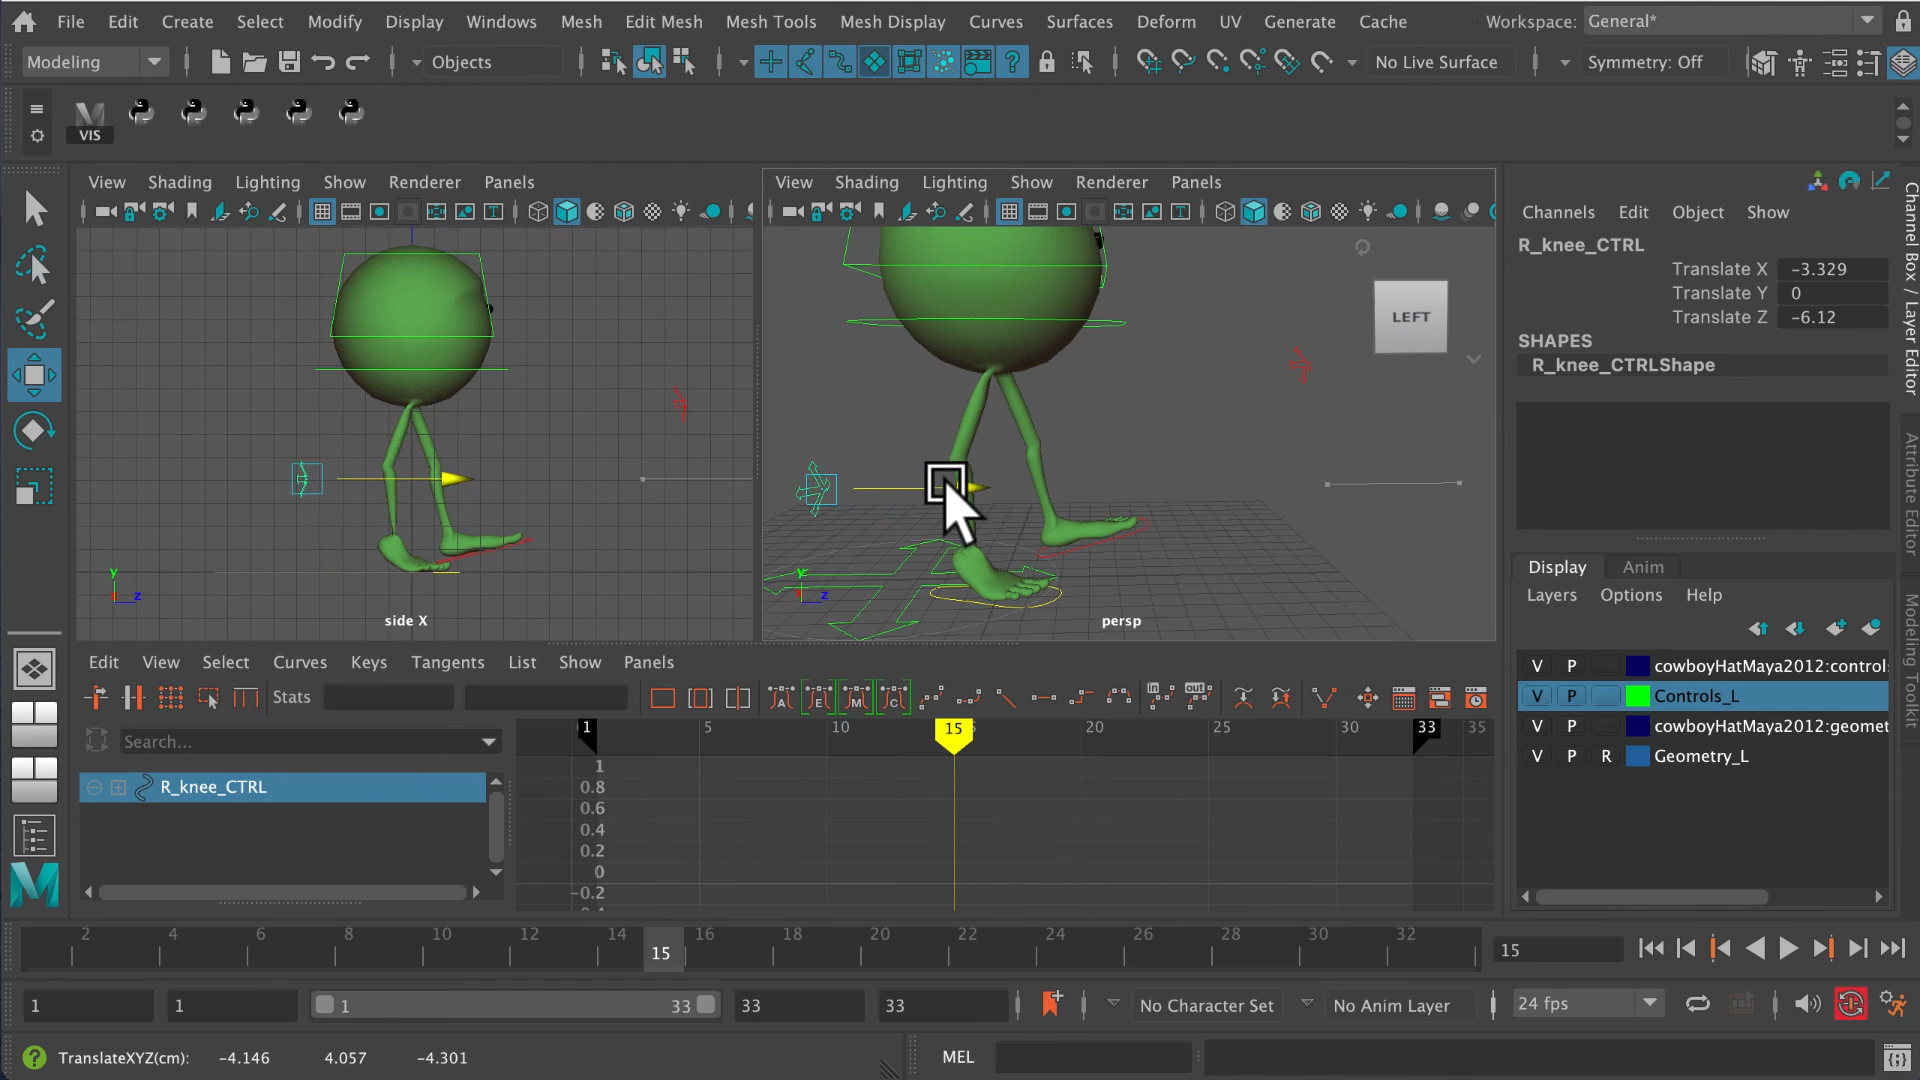 File Edit Create Select Modify Display Windows Mesh Edit Mesh Mesh Tools Mesh Display Curves Surfaces Deform UV Generate Cache Workspace: General*
Modeling Objects No Live Surface Symmetry: Off
VIS
View Shading Lighting Show Renderer Panels
View Shading Lighting Show Renderer Panels
Channels Edit Object Show
R_knee_CTRL
Translate X -3.329
Translate Y 0
Translate Z -6.12
SHAPES
R_knee_CTRLShape
LEFT
y
z
side X
y
z
persp
Channel Box / Layer Editor
Attribute Editor
Modeling Toolkit
Display Anim
Layers Options Help
V P cowboyHatMaya2012:control
V P Controls_L
V P cowboyHatMaya2012:geomet
V P R Geometry_L
Edit View Select Curves Keys Tangents List Show Panels
Stats
Search...
R_knee_CTRL
1 5 10 15 20 25 30 33 35
1
0.8
0.6
0.4
0.2
0
-0.2
2 4 6 8 10 12 14 15 16 18 20 22 24 26 28 30 32 15
1 1 1 33 33 33 No Character Set No Anim Layer 24 fps
TranslateXYZ(cm): -4.146 4.057 -4.301 MEL